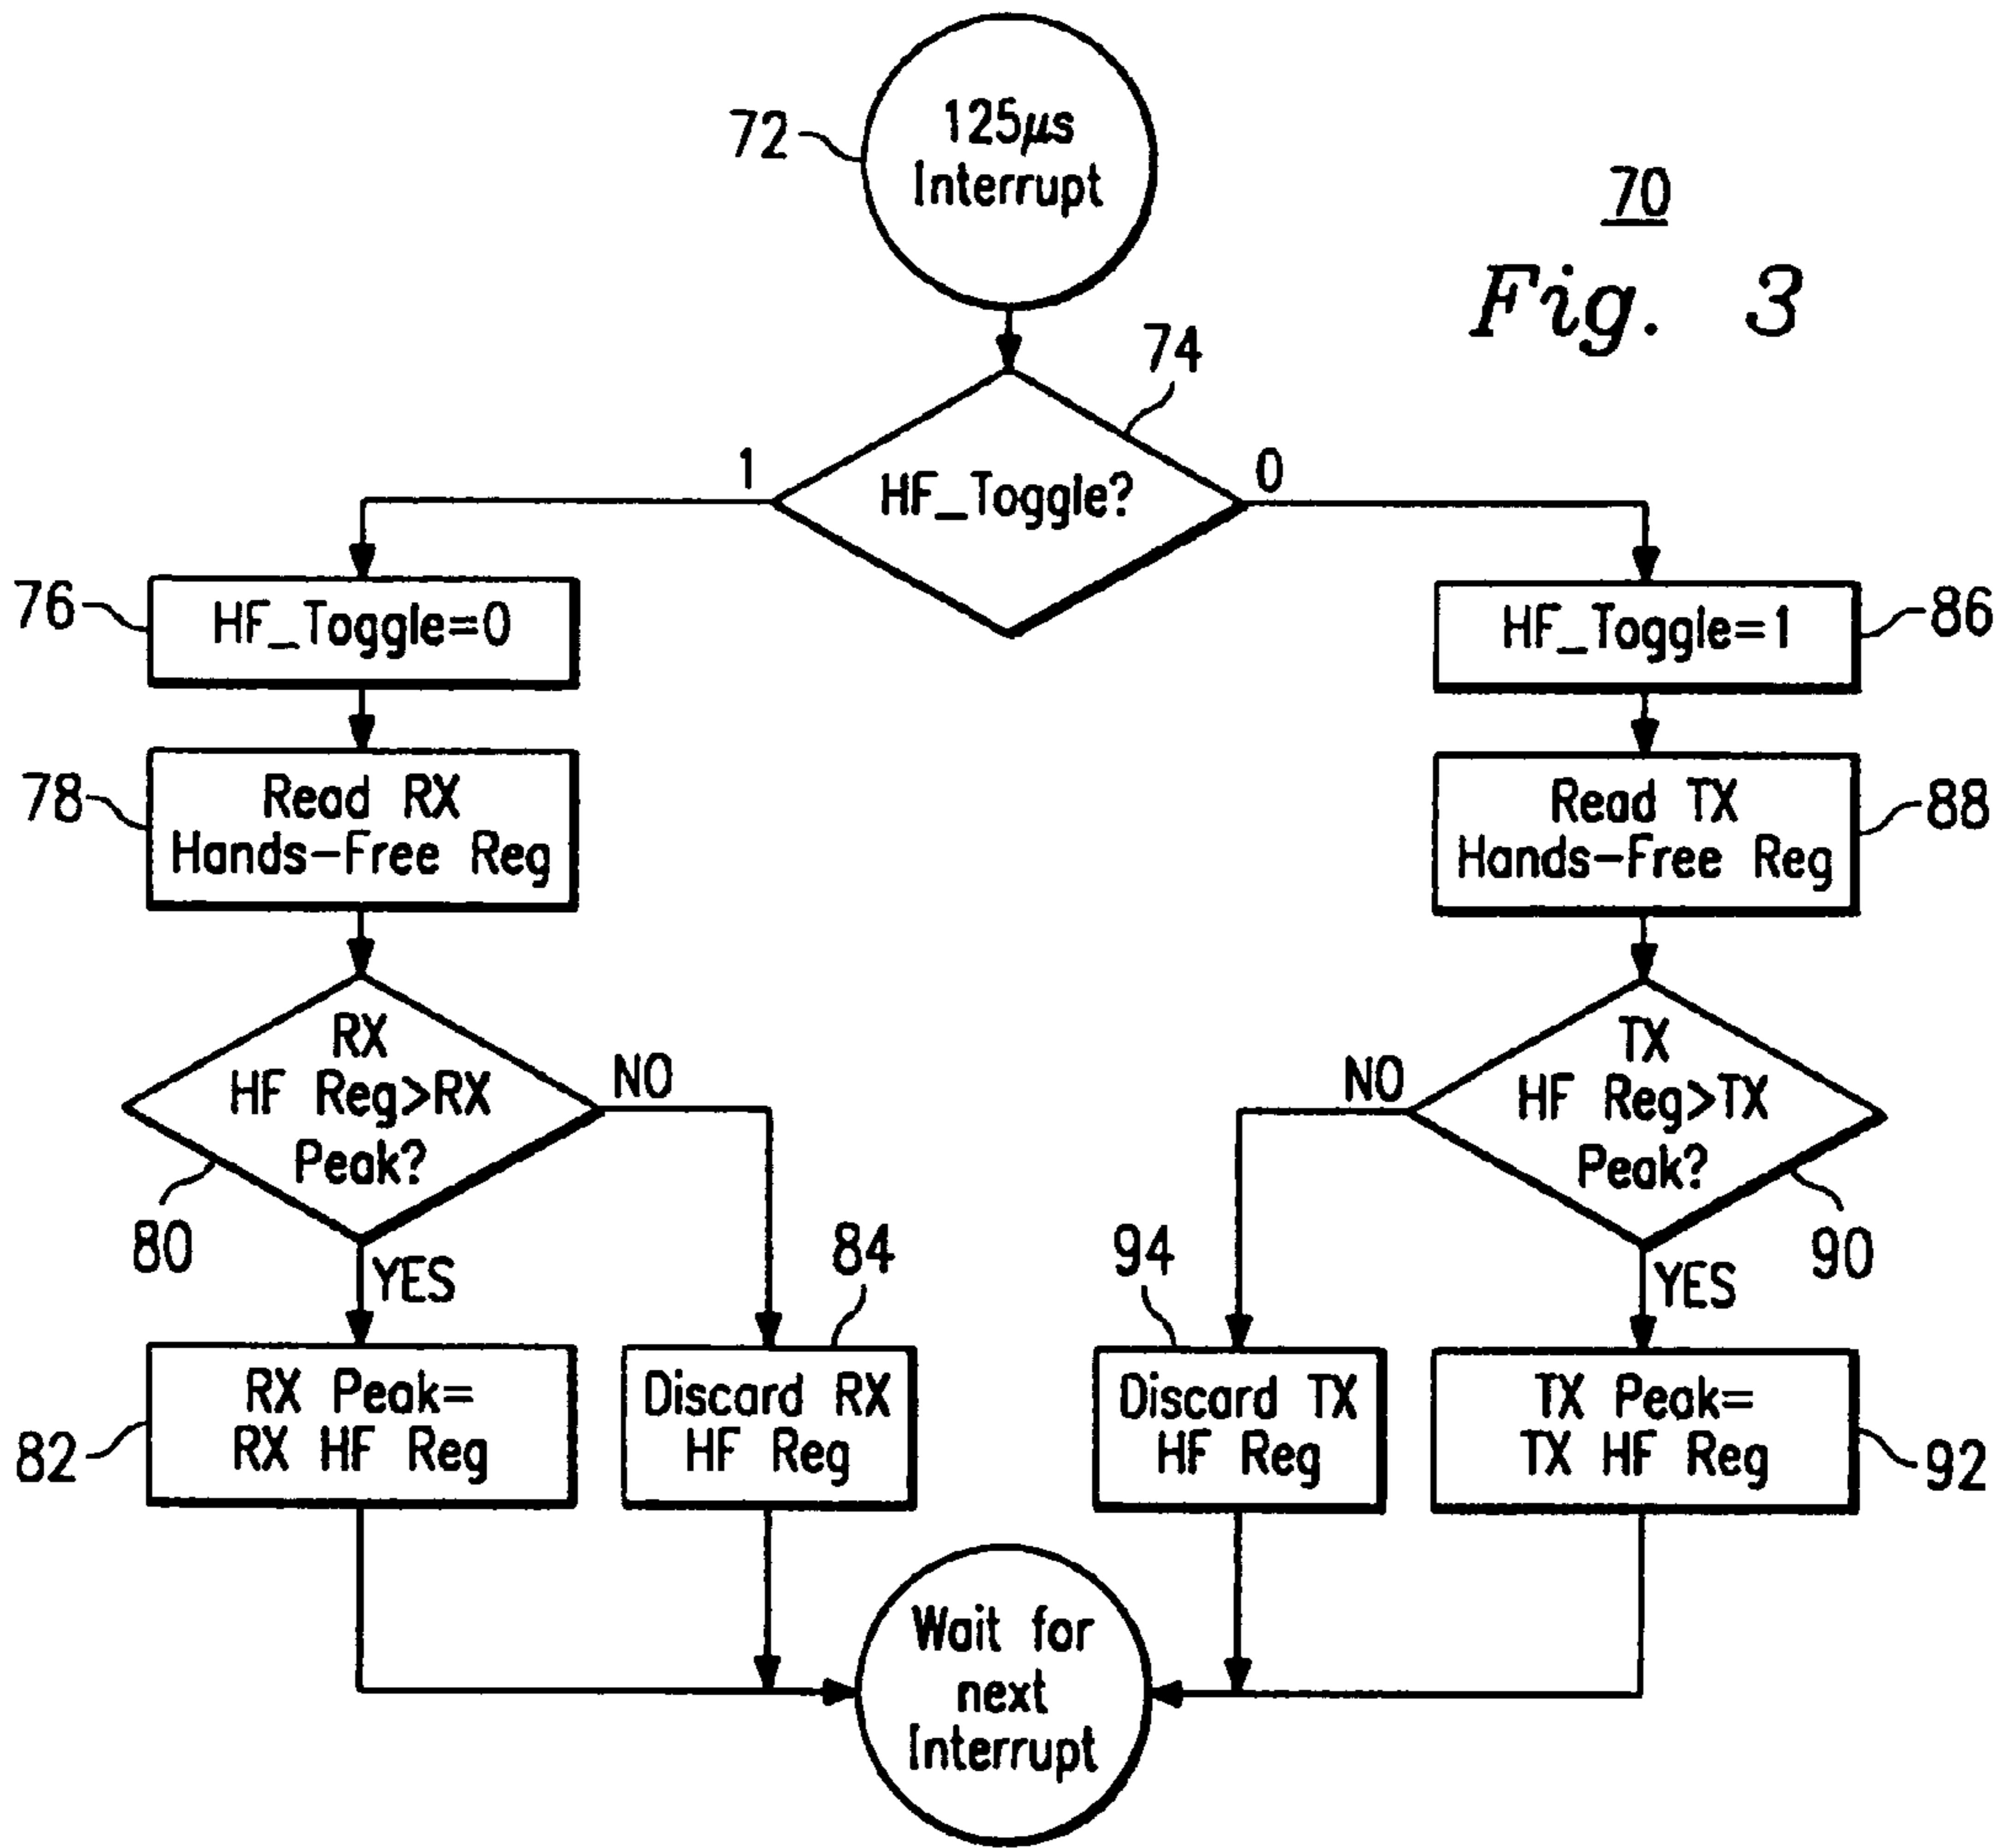 72
125μs
Interrupt
70
Fig. 3
74
1
HF_Toggle?
0
76
HF_Toggle=0
HF_Toggle=1
86
78
Read RX
Hands-Free Reg
Read TX
Hands-Free Reg
88
RX
HF Reg>RX
Peak?
NO
80
YES
NO
TX
HF Reg>TX
Peak?
90
YES
84
94
82
RX Peak=
RX HF Reg
Discard RX
HF Reg
Discard TX
HF Reg
TX Peak=
TX HF Reg
92
Wait for
next
Interrupt